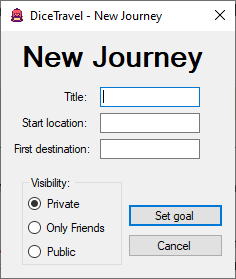 DiceTravel - New Journey
New Journey
Title:
Start location:
First destination:
Visibility:
Private
Only Friends
Public
Set goal
Cancel